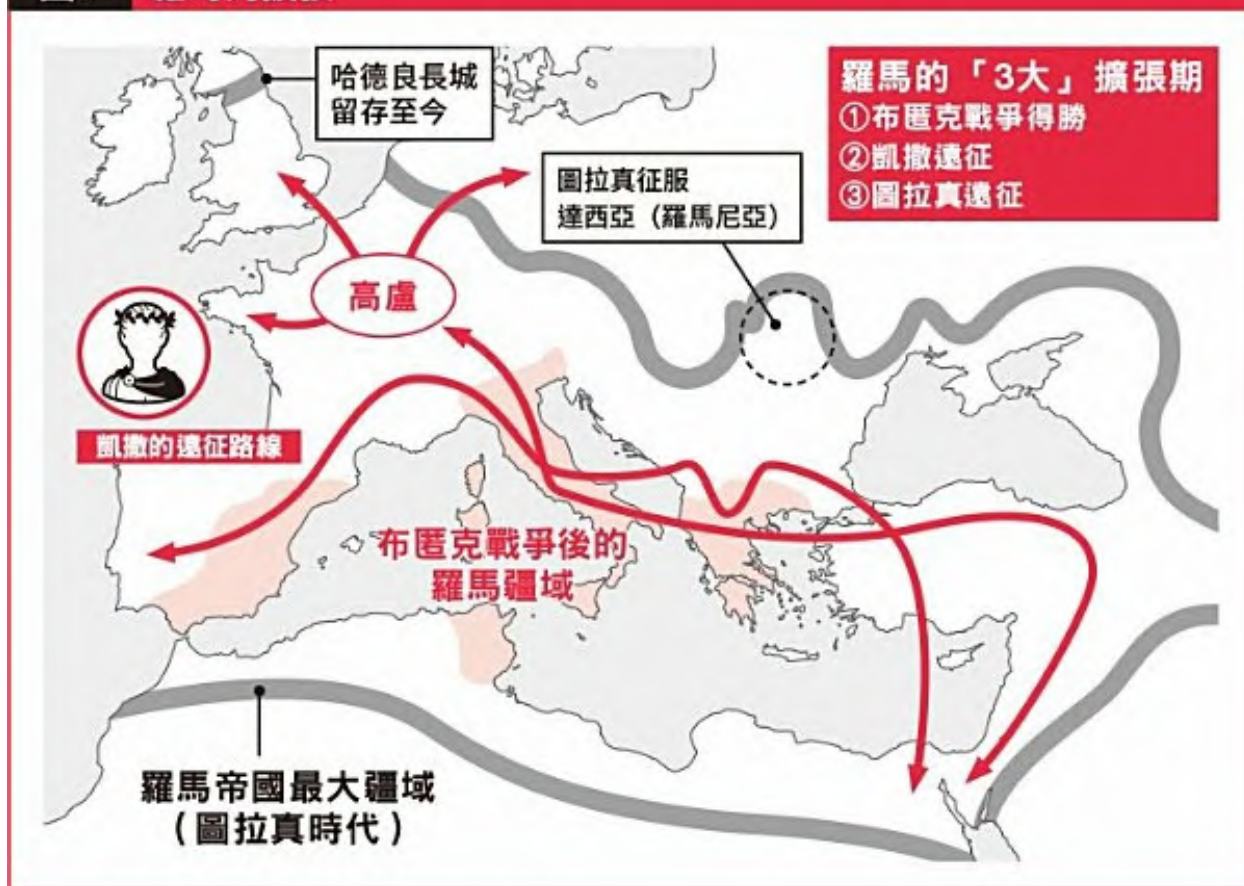 哈德良長城
留存至今
羅馬的「3大」擴張期
①布匿克戰爭得勝
②凱撒遠征
③圖拉真遠征
圖拉真征服
達西亞（羅馬尼亞）
高盧
凱撒的遠征路線
布匿克戰爭後的
羅馬疆域
羅馬帝國最大疆域
（圖拉真時代）